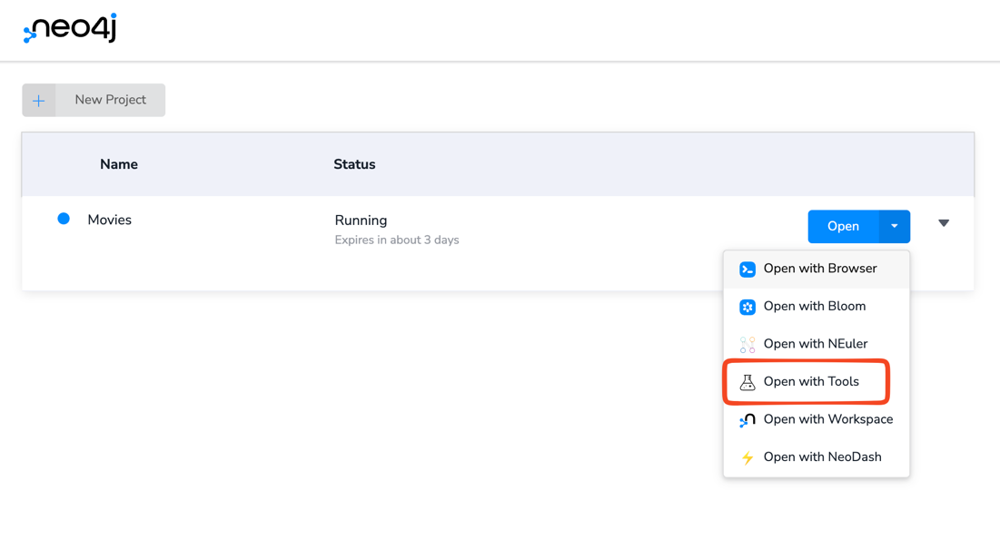 neo4j
New Project
Name Status
Movies Running Open
Expires in about 3 days
Open with Browser
Open with Bloom
Open with NEuler
Open with Tools
Open with Workspace
Open with NeoDash